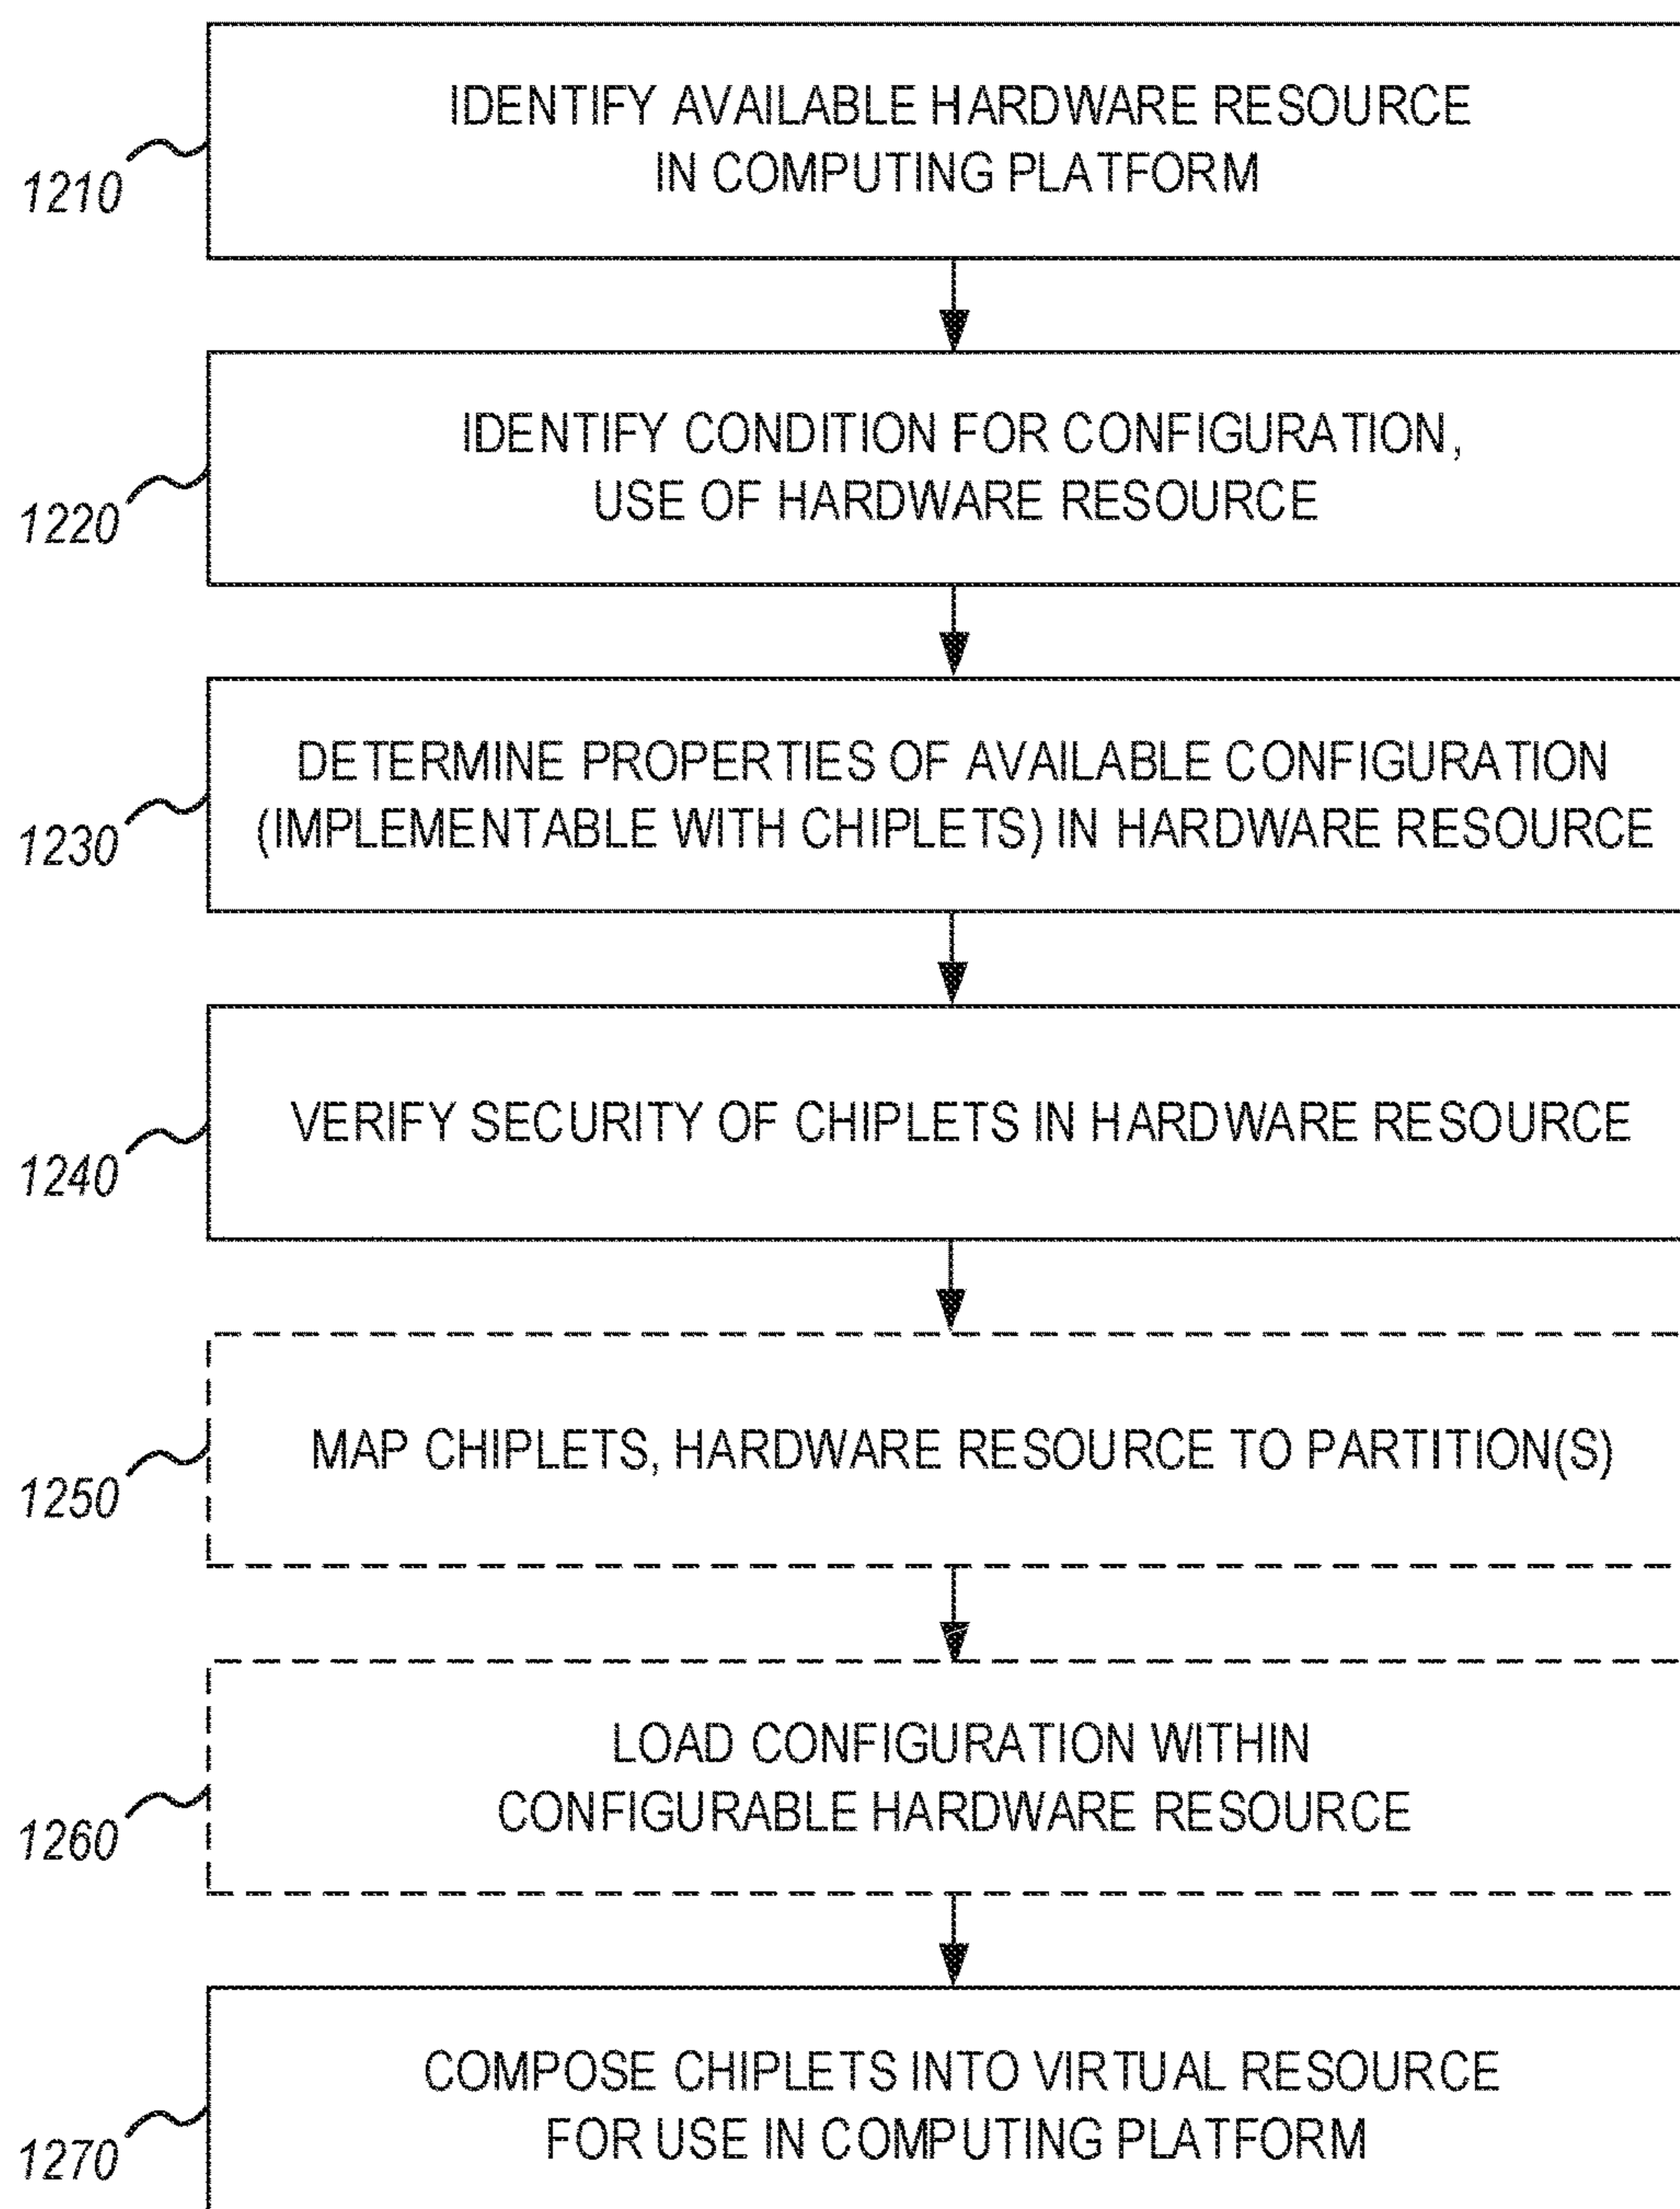 IDENTIFY AVAILABLE HARDWARE RESOURCE
IN COMPUTING PLATFORM
1210
IDENTIFY CONDITION FOR CONFIGURATION,
USE OF HARDWARE RESOURCE
1220
DETERMINE PROPERTIES OF AVAILABLE CONFIGURATION
(IMPLEMENTABLE WITH CHIPLETS) IN HARDWARE RESOURCE
1230
VERIFY SECURITY OF CHIPLETS IN HARDWARE RESOURCE
1240
MAP CHIPLETS, HARDWARE RESOURCE TO PARTITION(S)
1250
LOAD CONFIGURATION WITHIN
CONFIGURABLE HARDWARE RESOURCE
1260
COMPOSE CHIPLETS INTO VIRTUAL RESOURCE
FOR USE IN COMPUTING PLATFORM
1270